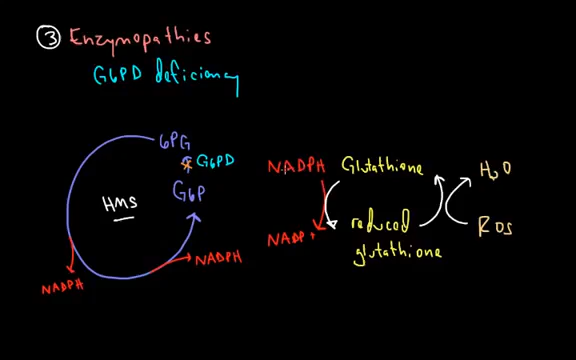 3 Enzymopathies
G6PD deficiency
6PG
G6PD
G6P
HMS
NADPH
NADPH
NADPH
Glutathione
H2O
NADP+
reduced
glutathione
ROS